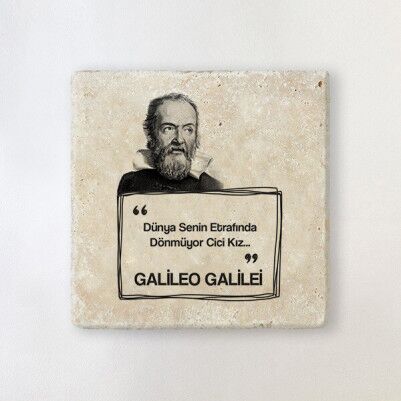 “
Dünya Senin Etrafında
Dönmüyor Cici Kız...
”
GALİLEO GALİLEİ